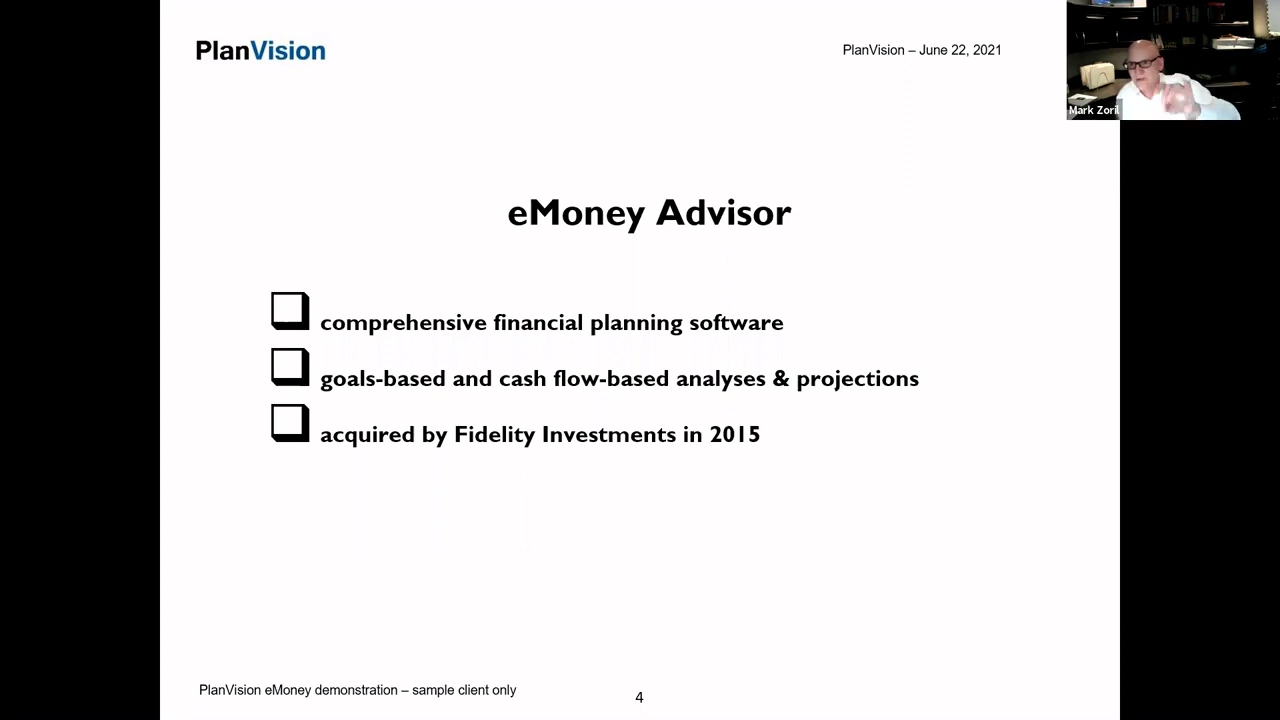 PlanVision
PlanVision – June 22, 2021
Mark Zoril
eMoney Advisor
comprehensive financial planning software
goals-based and cash flow-based analyses & projections
acquired by Fidelity Investments in 2015
PlanVision eMoney demonstration – sample client only
4